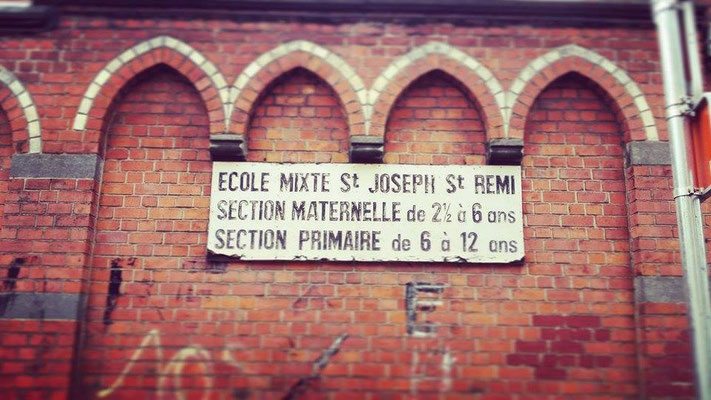 ECOLE MIXTE St JOSEPH St REMI
SECTION MATERNELLE de 2½ à 6 ans
SECTION PRIMAIRE de 6 à 12 ans